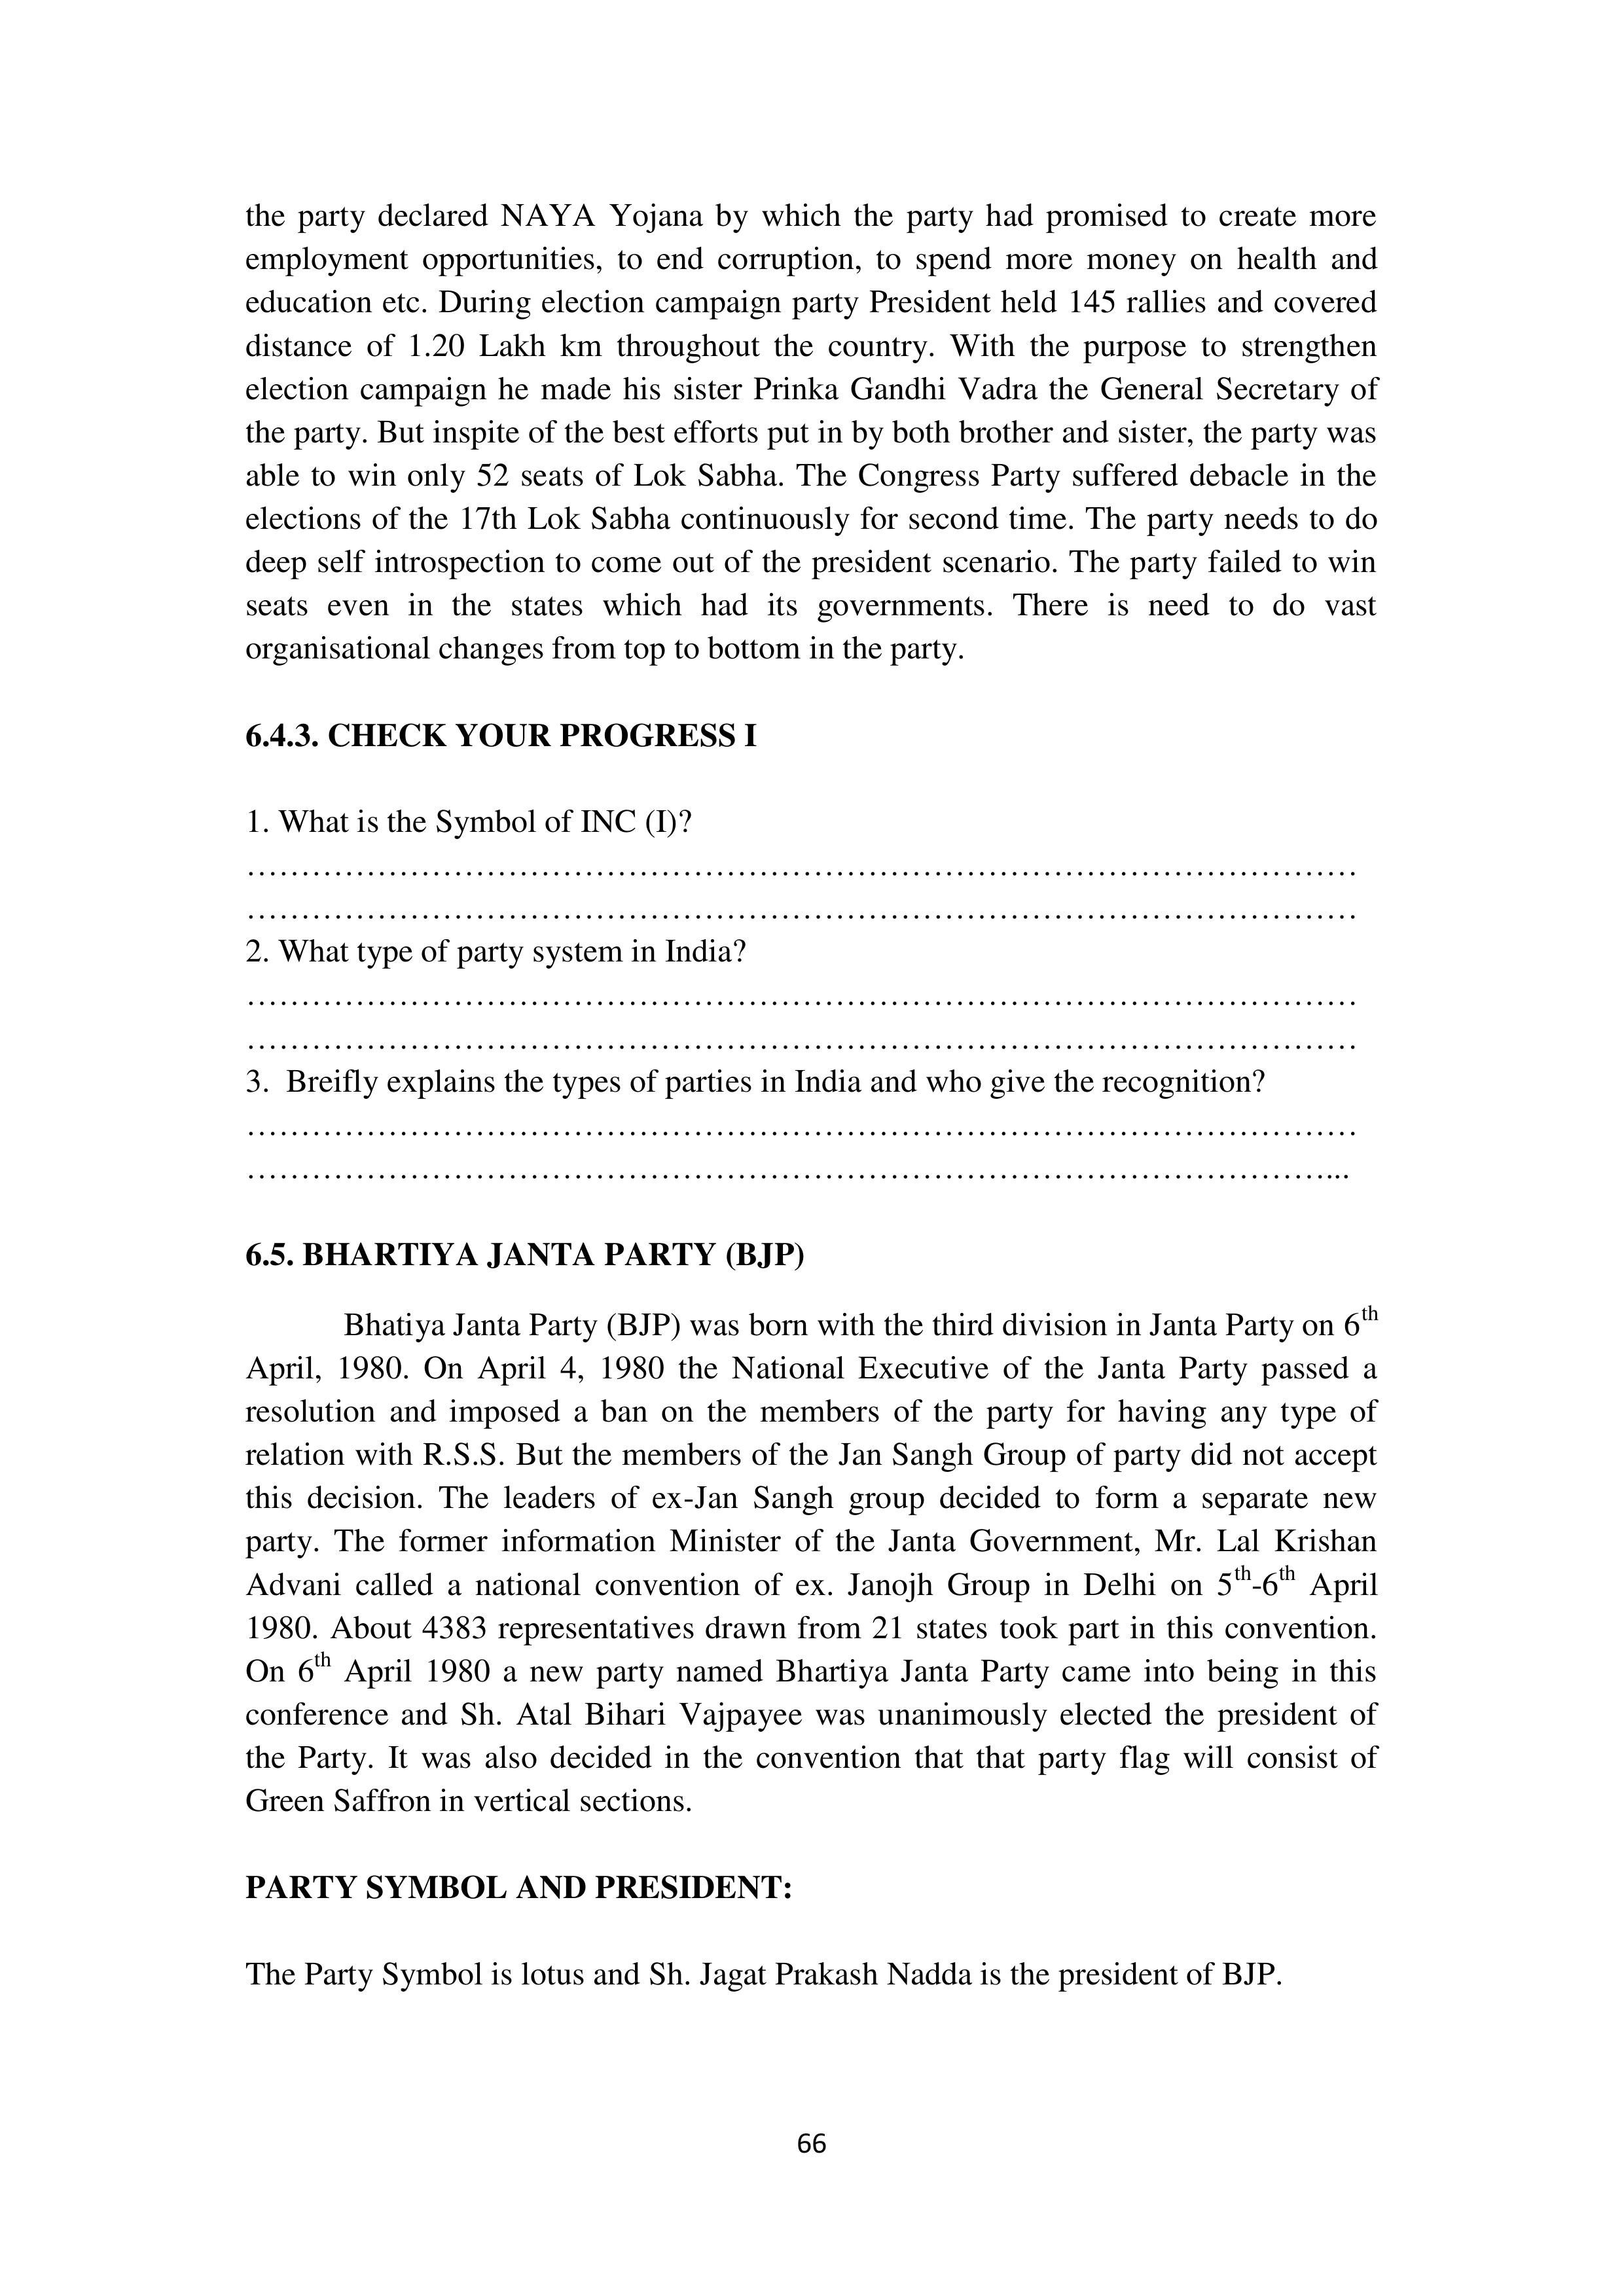 the party declared NAYA Yojana by which the party had promised to create more
employment opportunities, to end corruption, to spend more money on health and
education etc. During election campaign party President held 145 rallies and covered
distance of 1.20 Lakh km throughout the country. With the purpose to strengthen
election campaign he made his sister Prinka Gandhi Vadra the General Secretary of
the party. But inspite of the best efforts put in by both brother and sister, the party was
able to win only 52 seats of Lok Sabha. The Congress Party suffered debacle in the
elections of the 17th Lok Sabha continuously for second time. The party needs to do
deep self introspection to come out of the president scenario. The party failed to win
seats even in the states which had its governments. There is need to do vast
organisational changes from top to bottom in the party.
6.4.3. CHECK YOUR PROGRESS I
1. What is the Symbol of INC (I)?
…………………………………………………………………………………………
…………………………………………………………………………………………
2. What type of party system in India?
…………………………………………………………………………………………
…………………………………………………………………………………………
3. Breifly explains the types of parties in India and who give the recognition?
…………………………………………………………………………………………
………………………………………………………………………………………...
6.5. BHARTIYA JANTA PARTY (BJP)
Bhatiya Janta Party (BJP) was born with the third division in Janta Party on 6th
April, 1980. On April 4, 1980 the National Executive of the Janta Party passed a
resolution and imposed a ban on the members of the party for having any type of
relation with R.S.S. But the members of the Jan Sangh Group of party did not accept
this decision. The leaders of ex-Jan Sangh group decided to form a separate new
party. The former information Minister of the Janta Government, Mr. Lal Krishan
Advani called a national convention of ex. Janojh Group in Delhi on 5th-6th April
1980. About 4383 representatives drawn from 21 states took part in this convention.
On 6th April 1980 a new party named Bhartiya Janta Party came into being in this
conference and Sh. Atal Bihari Vajpayee was unanimously elected the president of
the Party. It was also decided in the convention that that party flag will consist of
Green Saffron in vertical sections.
PARTY SYMBOL AND PRESIDENT:
The Party Symbol is lotus and Sh. Jagat Prakash Nadda is the president of BJP.
66